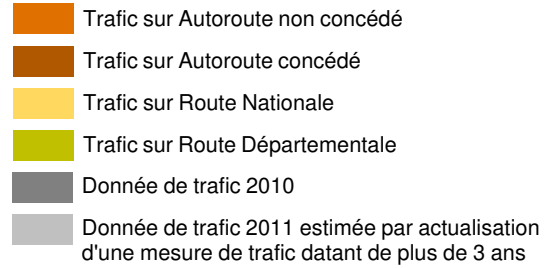 Trafic sur Autoroute non concédé
Trafic sur Autoroute concédé
Trafic sur Route Nationale
Trafic sur Route Départementale
Donnée de trafic 2010
Donnée de trafic 2011 estimée par actualisation
d'une mesure de trafic datant de plus de 3 ans